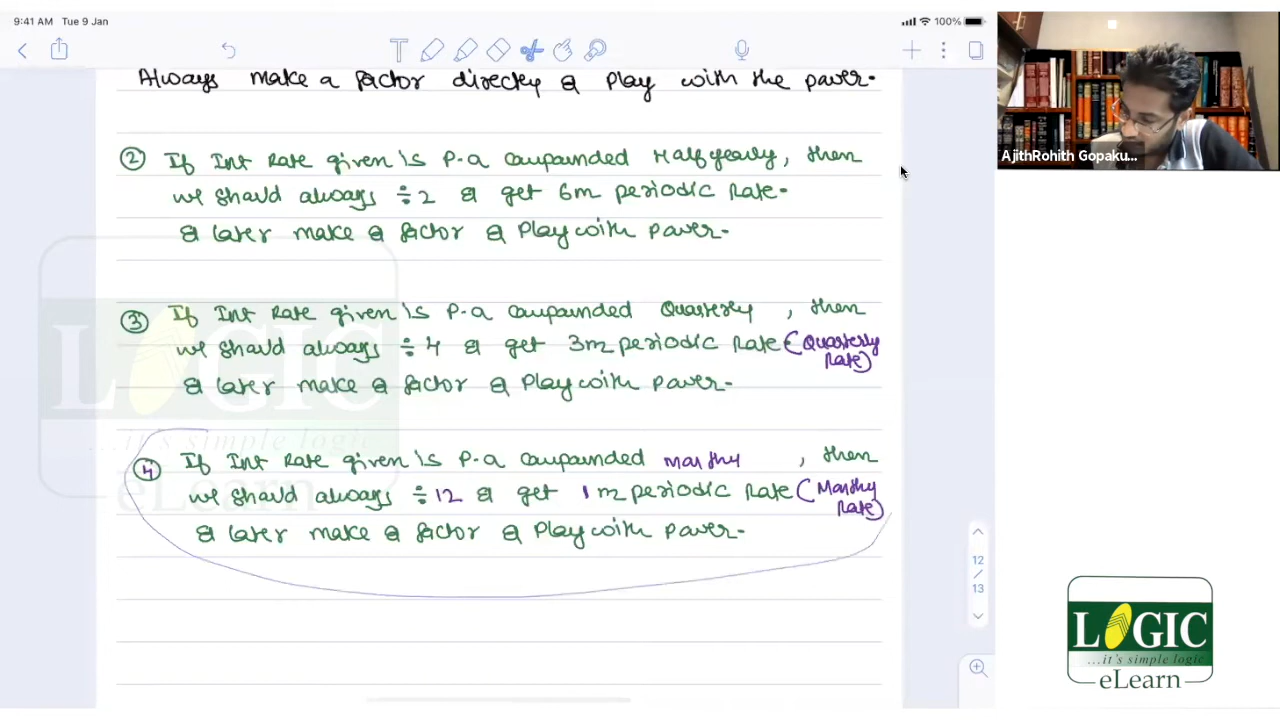 9:41 AM Tue 9 Jan
100%
Always make a factor directly & Play with the power.
② If Int Rate given is P.a compounded Half yearly, then
we should always ÷2 & get 6m periodic Rate.
& later make a factor & Play with power.
③ If Int Rate given is P.a compounded Quarterly, then
we should always ÷4 & get 3m periodic Rate (Quarterly
Rate)
& later make a factor & Play with power.
④ If Int Rate given is P.a compounded Monthly, then
we should always ÷12 & get 1m periodic Rate (Monthly
Rate)
& later make a factor & Play with power.
LOGIC
...it's simple logic
eLearn
AjithRohith Gopaku...
12
/
13
LOGIC
...it's simple logic
eLearn